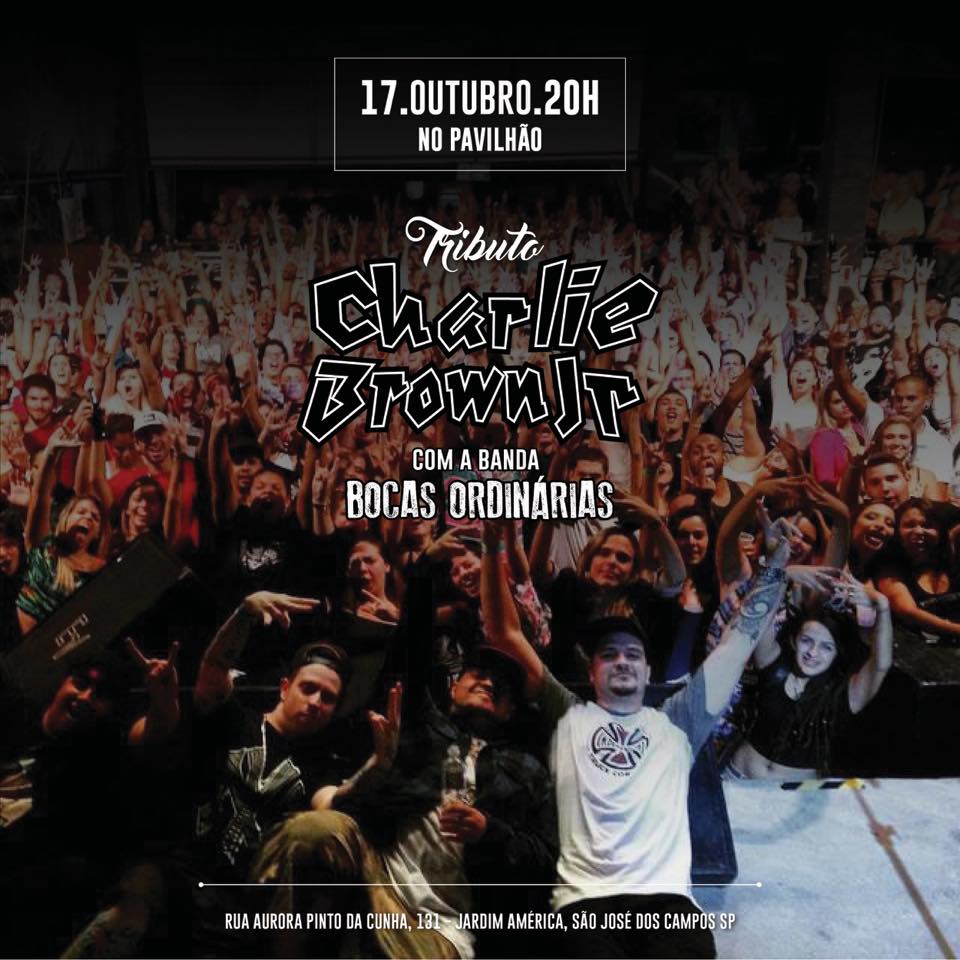 17.OUTUBRO.20H
NO PAVILHÃO
Tributo
Charlie
Brown Jr
COM A BANDA
BOCAS ORDINÁRIAS
RUA AURORA PINTO DA CUNHA, 131 - JARDIM AMÉRICA, SÃO JOSÉ DOS CAMPOS SP